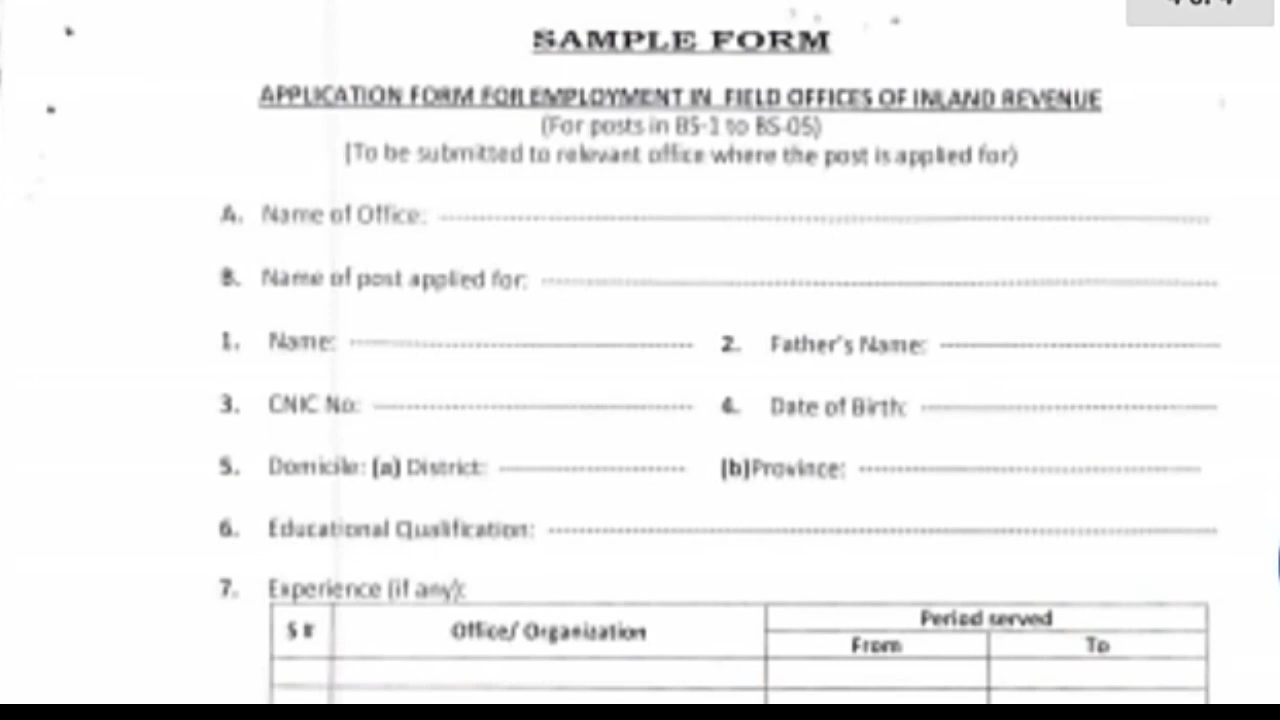 4 of 4
SAMPLE FORM
APPLICATION FORM FOR EMPLOYMENT IN FIELD OFFICES OF INLAND REVENUE
(For posts in BS-1 to BS-05)
(To be submitted to relevant office where the post is applied for)
A. Name of Office:
B. Name of post applied for:
1. Name: 2. Father's Name:
3. CNIC No: 4. Date of Birth:
5. Domicile: (a) District: (b)Province:
6. Educational Qualification:
7. Experience (if any):
S # Office/ Organization Period served
From To